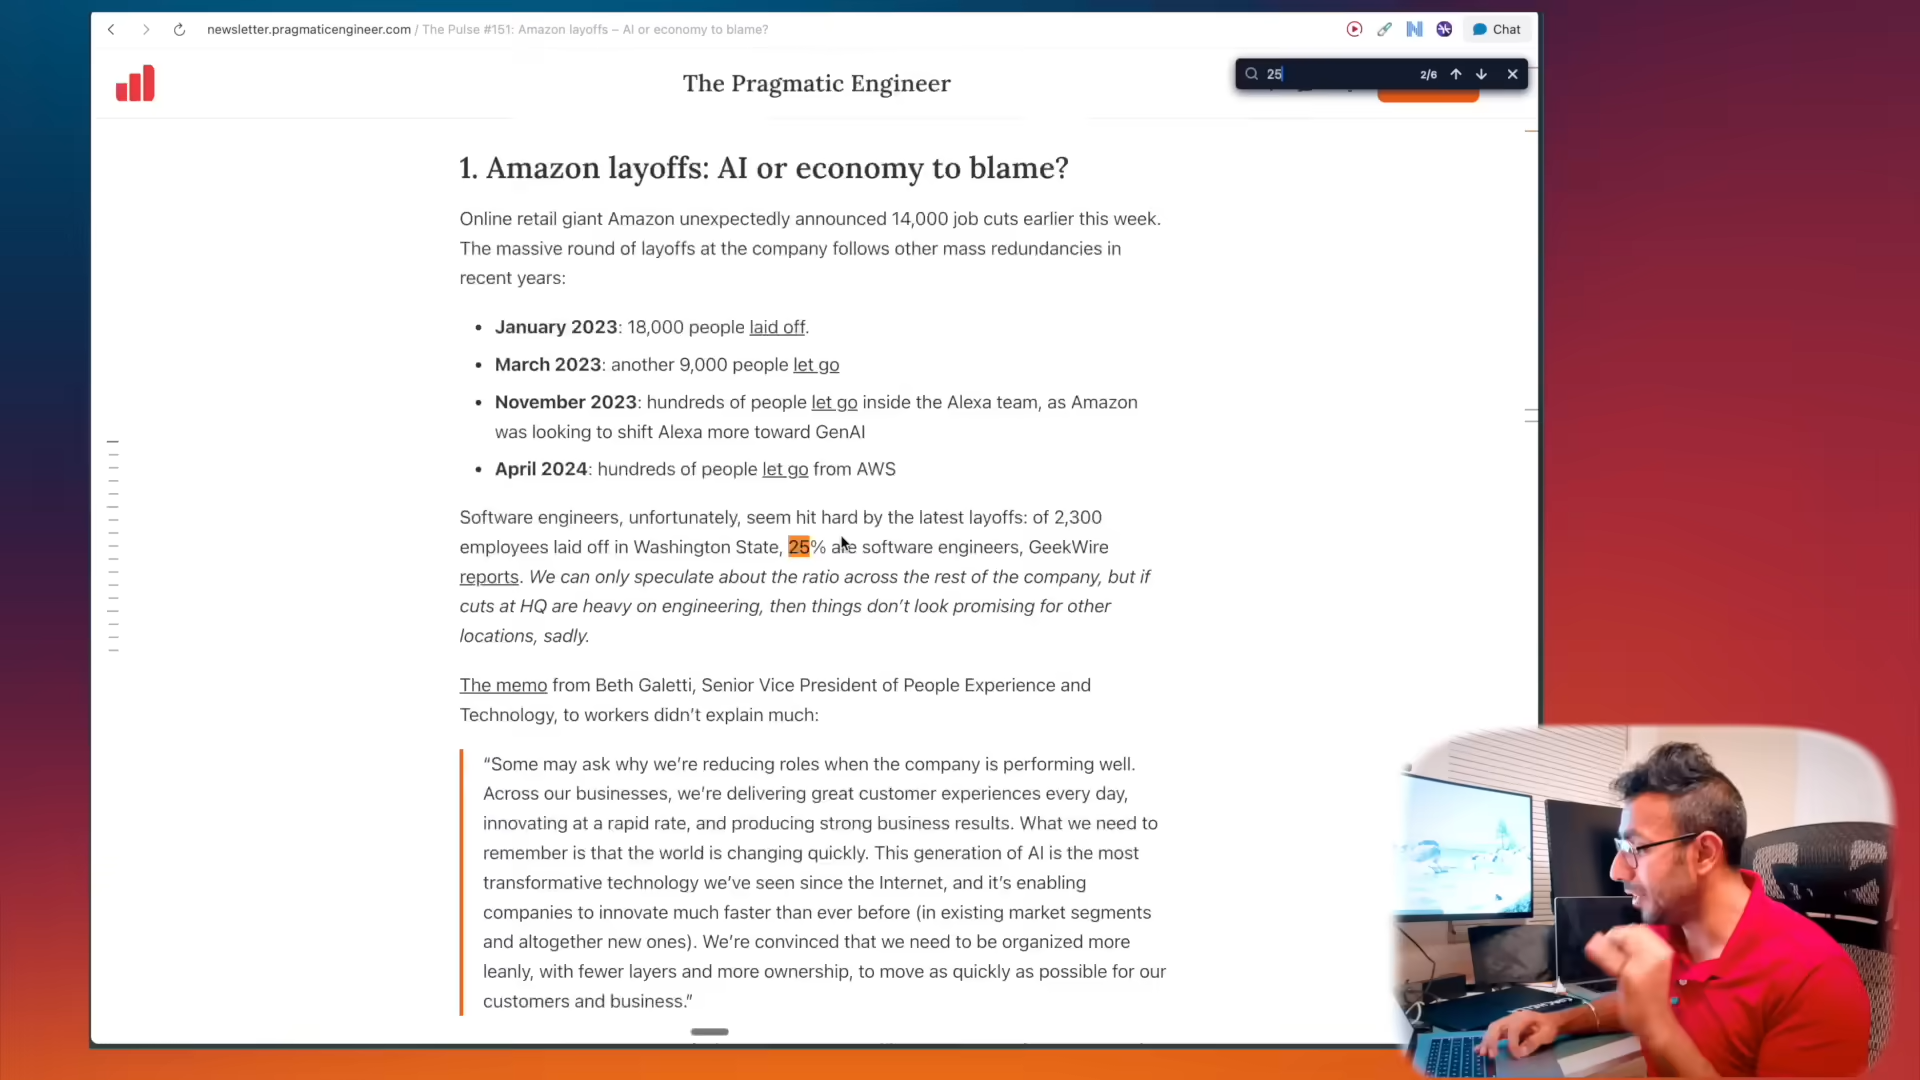 newsletter.pragmaticengineer.com / The Pulse #151: Amazon layoffs – AI or economy to blame?
Chat
The Pragmatic Engineer
25
2/6
1. Amazon layoffs: AI or economy to blame?
Online retail giant Amazon unexpectedly announced 14,000 job cuts earlier this week.
The massive round of layoffs at the company follows other mass redundancies in
recent years:
• January 2023: 18,000 people laid off.
• March 2023: another 9,000 people let go
• November 2023: hundreds of people let go inside the Alexa team, as Amazon
was looking to shift Alexa more toward GenAI
• April 2024: hundreds of people let go from AWS
Software engineers, unfortunately, seem hit hard by the latest layoffs: of 2,300
employees laid off in Washington State, 25% are software engineers, GeekWire
reports. We can only speculate about the ratio across the rest of the company, but if
cuts at HQ are heavy on engineering, then things don’t look promising for other
locations, sadly.
The memo from Beth Galetti, Senior Vice President of People Experience and
Technology, to workers didn’t explain much:
“Some may ask why we’re reducing roles when the company is performing well.
Across our businesses, we’re delivering great customer experiences every day,
innovating at a rapid rate, and producing strong business results. What we need to
remember is that the world is changing quickly. This generation of AI is the most
transformative technology we’ve seen since the Internet, and it’s enabling
companies to innovate much faster than ever before (in existing market segments
and altogether new ones). We’re convinced that we need to be organized more
leanly, with fewer layers and more ownership, to move as quickly as possible for our
customers and business.”